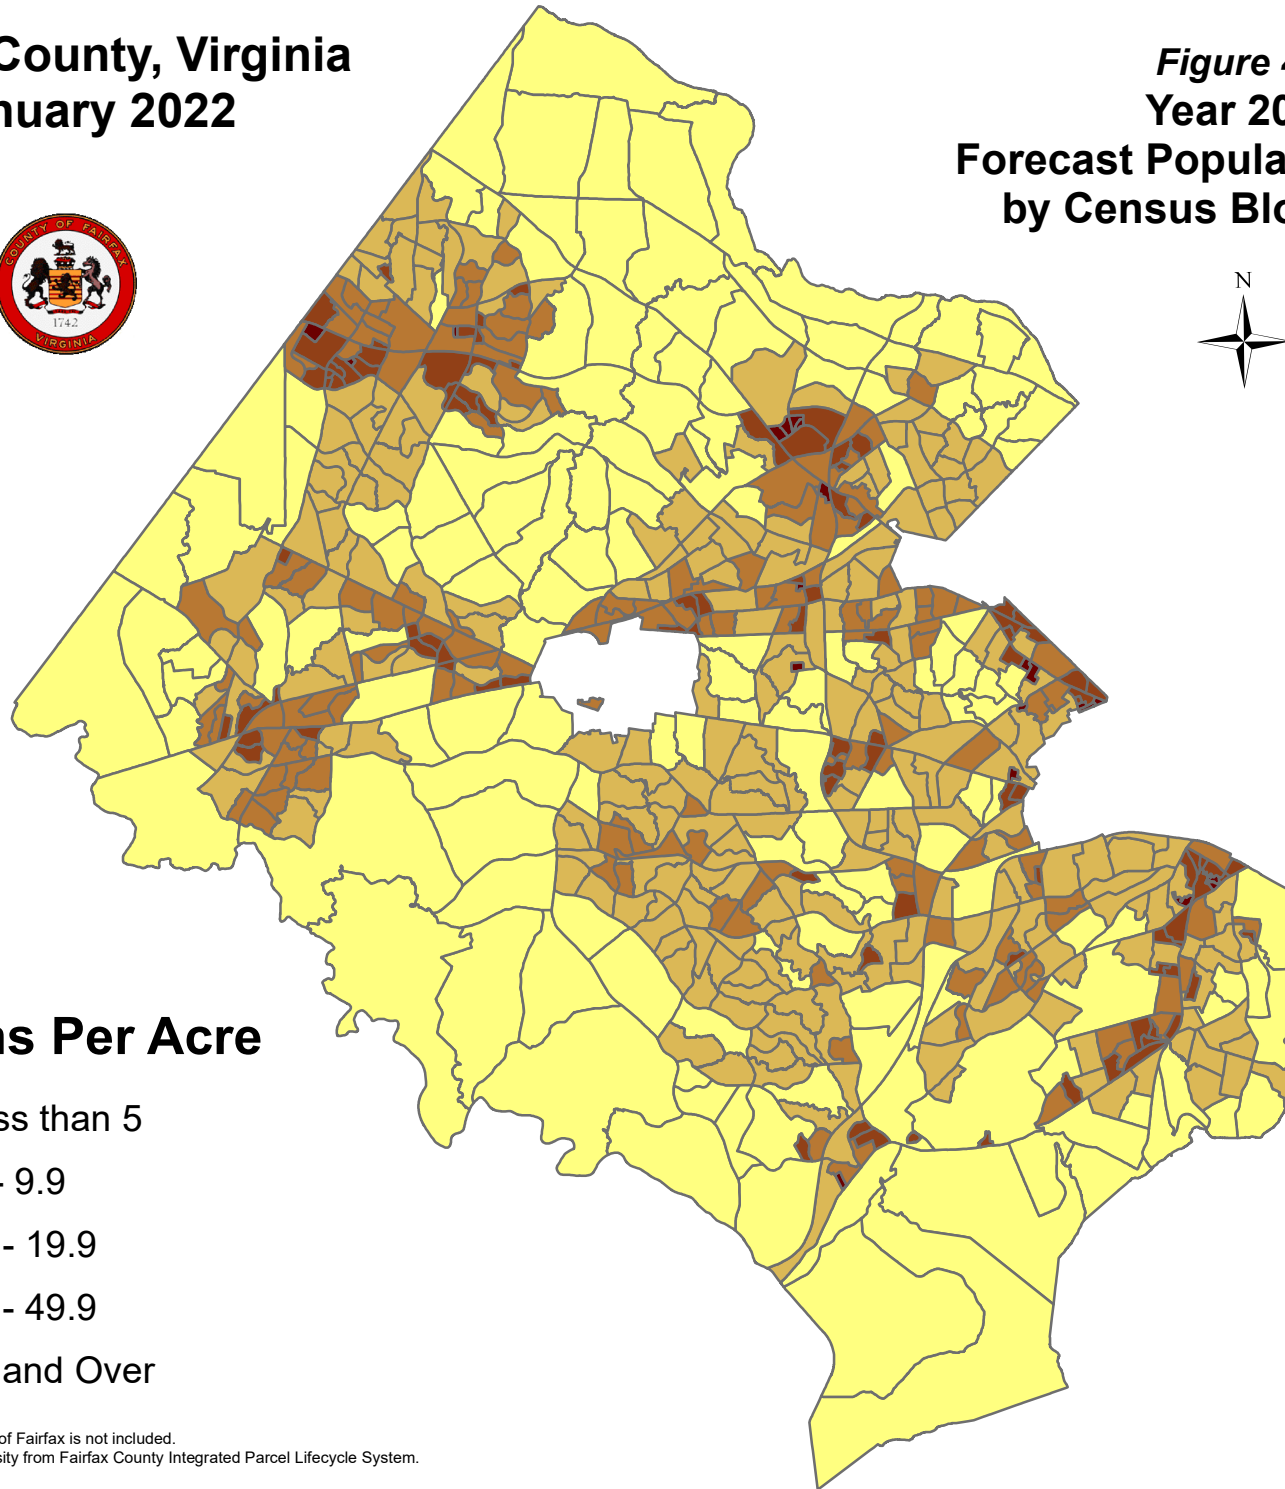 County, Virginia
nuary 2022
Figure 4
Year 20
Forecast Popula
by Census Blo
COUNTY OF FAIRFAX
1742
VIRGINIA
N
ns Per Acre
ss than 5
- 9.9
- 19.9
- 49.9
and Over
of Fairfax is not included.
sity from Fairfax County Integrated Parcel Lifecycle System.